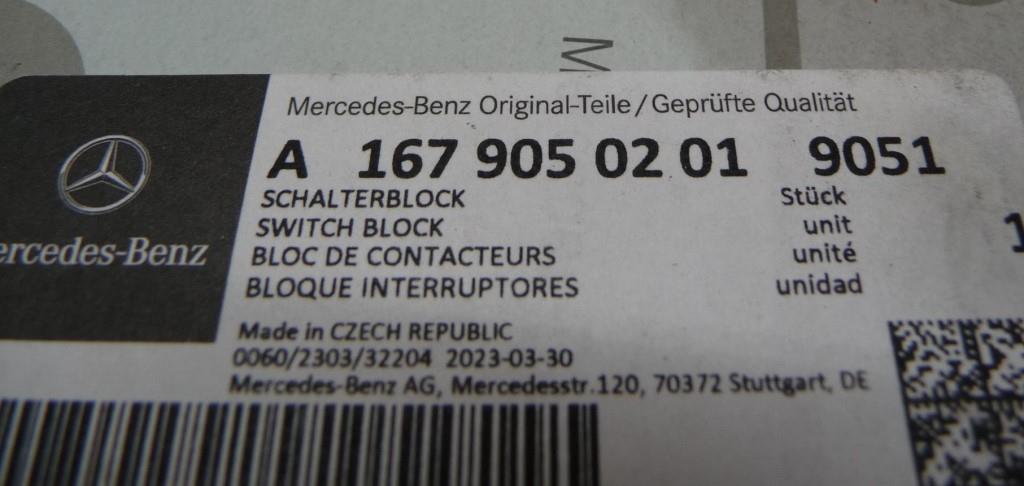 M
Mercedes-Benz Original-Teile/Geprüfte Qualität
A 167 905 02 01 9051
SCHALTERBLOCK Stück
SWITCH BLOCK unit 1
BLOC DE CONTACTEURS unité
BLOQUE INTERRUPTORES unidad
ercedes-Benz
Made in CZECH REPUBLIC
0060/2303/32204 2023-03-30
Mercedes-Benz AG, Mercedesstr.120, 70372 Stuttgart, DE